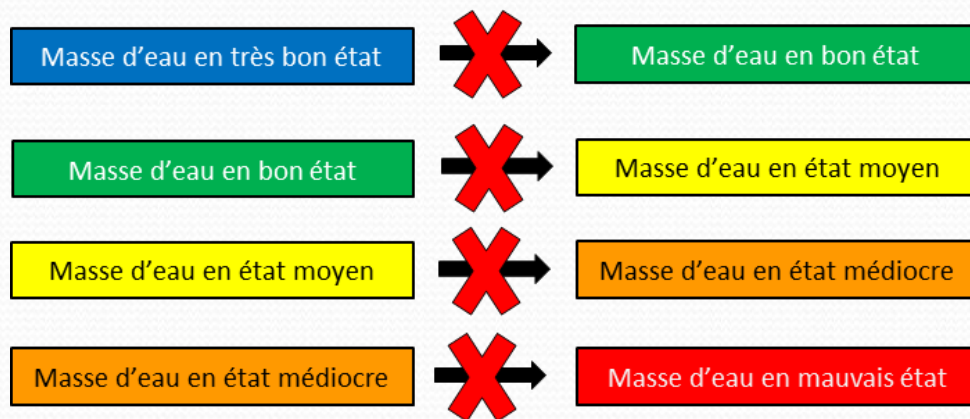 Masse d'eau en très bon état
Masse d'eau en bon état
Masse d'eau en bon état
Masse d'eau en état moyen
Masse d'eau en état moyen
Masse d'eau en état médiocre
Masse d'eau en état médiocre
Masse d'eau en mauvais état